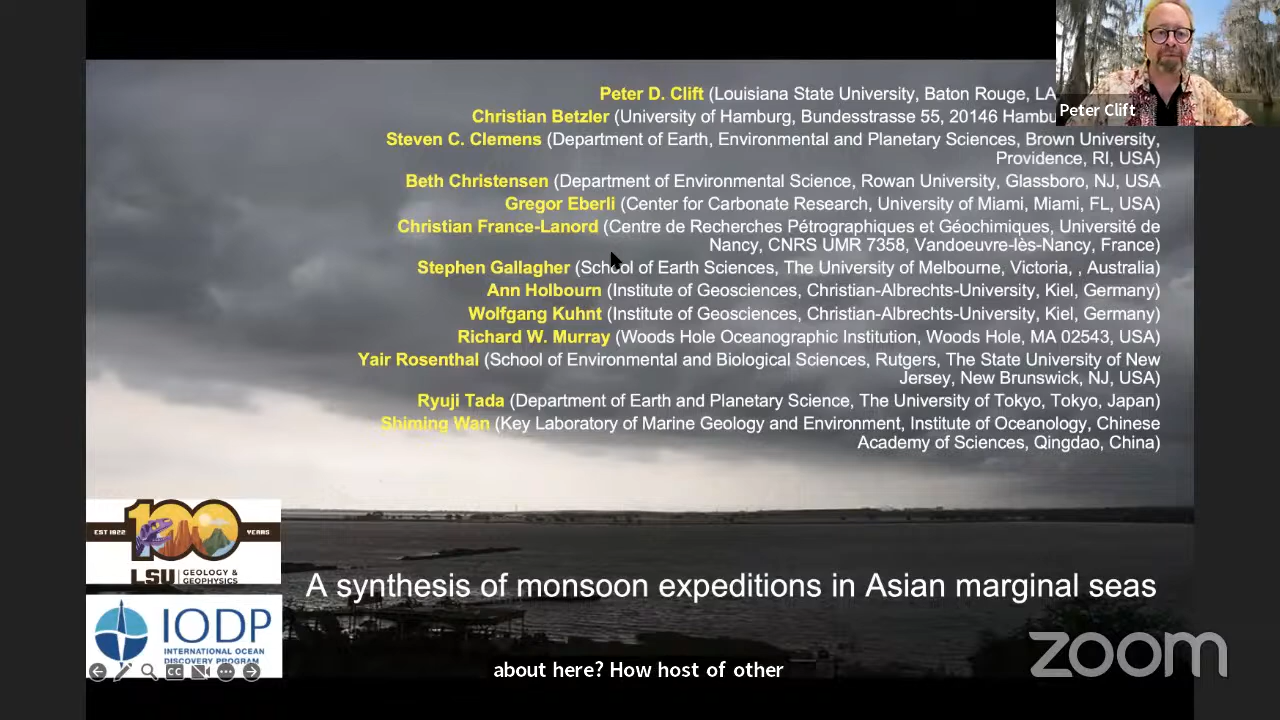 Peter D. Clift (Louisiana State University, Baton Rouge, LA
Christian Betzler (University of Hamburg, Bundesstrasse 55, 20146 Hambu
Peter Clift
Steven C. Clemens (Department of Earth, Environmental and Planetary Sciences, Brown University,
Providence, RI, USA)
Beth Christensen (Department of Environmental Science, Rowan University, Glassboro, NJ, USA
Gregor Eberli (Center for Carbonate Research, University of Miami, Miami, FL, USA)
Christian France-Lanord (Centre de Recherches Pétrographiques et Géochimiques, Université de
Nancy, CNRS UMR 7358, Vandoeuvre-lès-Nancy, France)
Stephen Gallagher (School of Earth Sciences, The University of Melbourne, Victoria, , Australia)
Ann Holbourn (Institute of Geosciences, Christian-Albrechts-University, Kiel, Germany)
Wolfgang Kuhnt (Institute of Geosciences, Christian-Albrechts-University, Kiel, Germany)
Richard W. Murray (Woods Hole Oceanographic Institution, Woods Hole, MA 02543, USA)
Yair Rosenthal (School of Environmental and Biological Sciences, Rutgers, The State University of New
Jersey, New Brunswick, NJ, USA)
Ryuji Tada (Department of Earth and Planetary Science, The University of Tokyo, Tokyo, Japan)
Shiming Wan (Key Laboratory of Marine Geology and Environment, Institute of Oceanology, Chinese
Academy of Sciences, Qingdao, China)
EST 1922 100 YEARS
LSU | GEOLOGY &
GEOPHYSICS
A synthesis of monsoon expeditions in Asian marginal seas
IODP
INTERNATIONAL OCEAN
DISCOVERY PROGRAM
CC
about here? How host of other
zoom